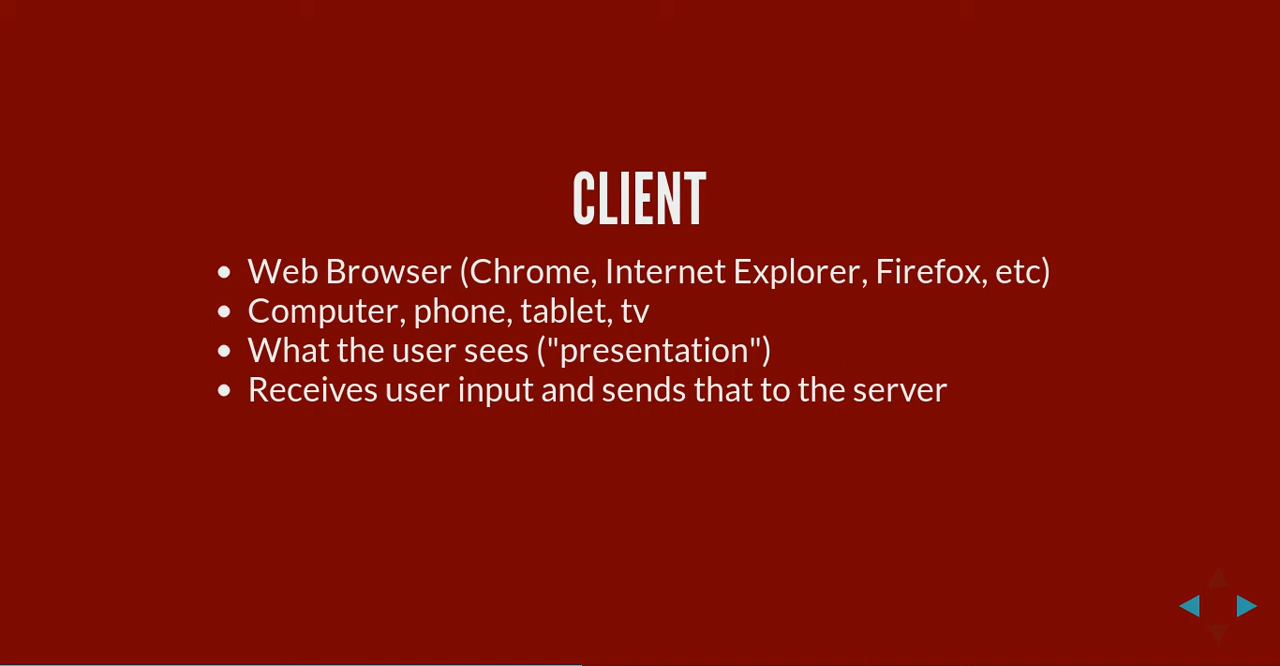 CLIENT
Web Browser (Chrome, Internet Explorer, Firefox, etc)
Computer, phone, tablet, tv
What the user sees ("presentation")
Receives user input and sends that to the server